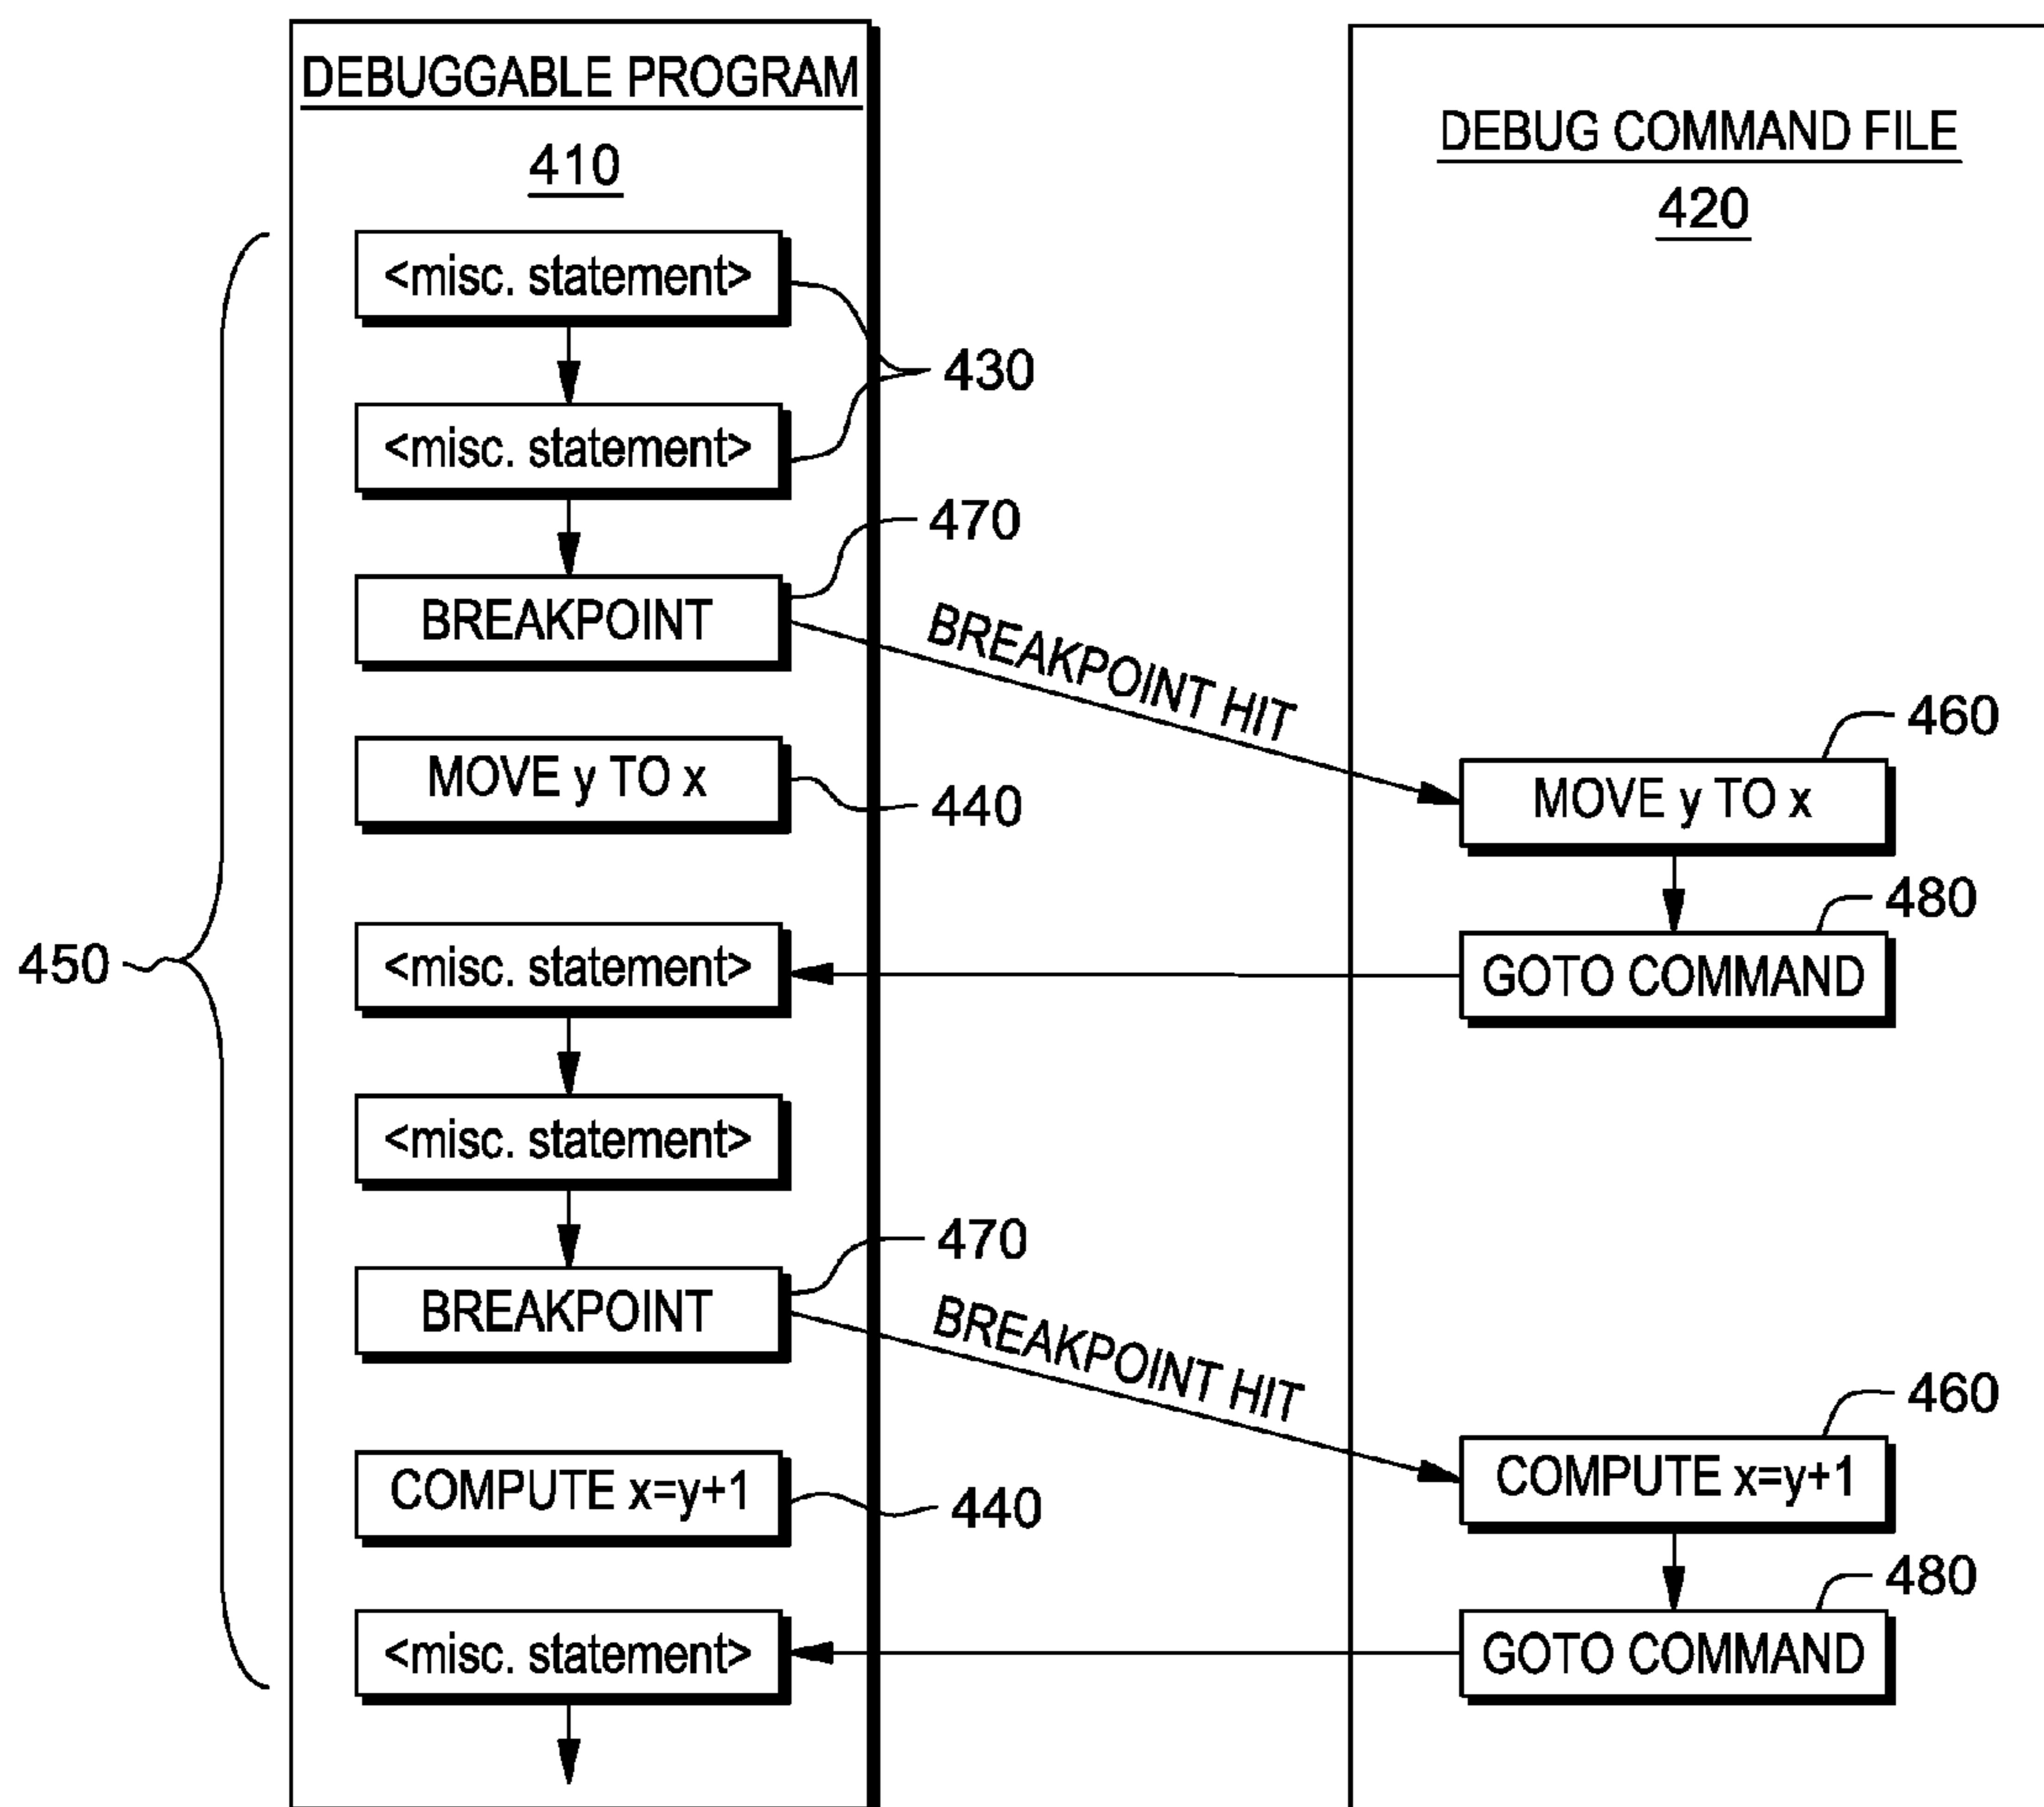 DEBUGGABLE PROGRAM
410
DEBUG COMMAND FILE
420
<misc. statement>
430
<misc. statement>
470
BREAKPOINT
BREAKPOINT HIT
460
MOVE y TO x
440
MOVE y TO x
480
450
<misc. statement>
GOTO COMMAND
<misc. statement>
470
BREAKPOINT
BREAKPOINT HIT
460
COMPUTE x=y+1
440
COMPUTE x=y+1
480
<misc. statement>
GOTO COMMAND